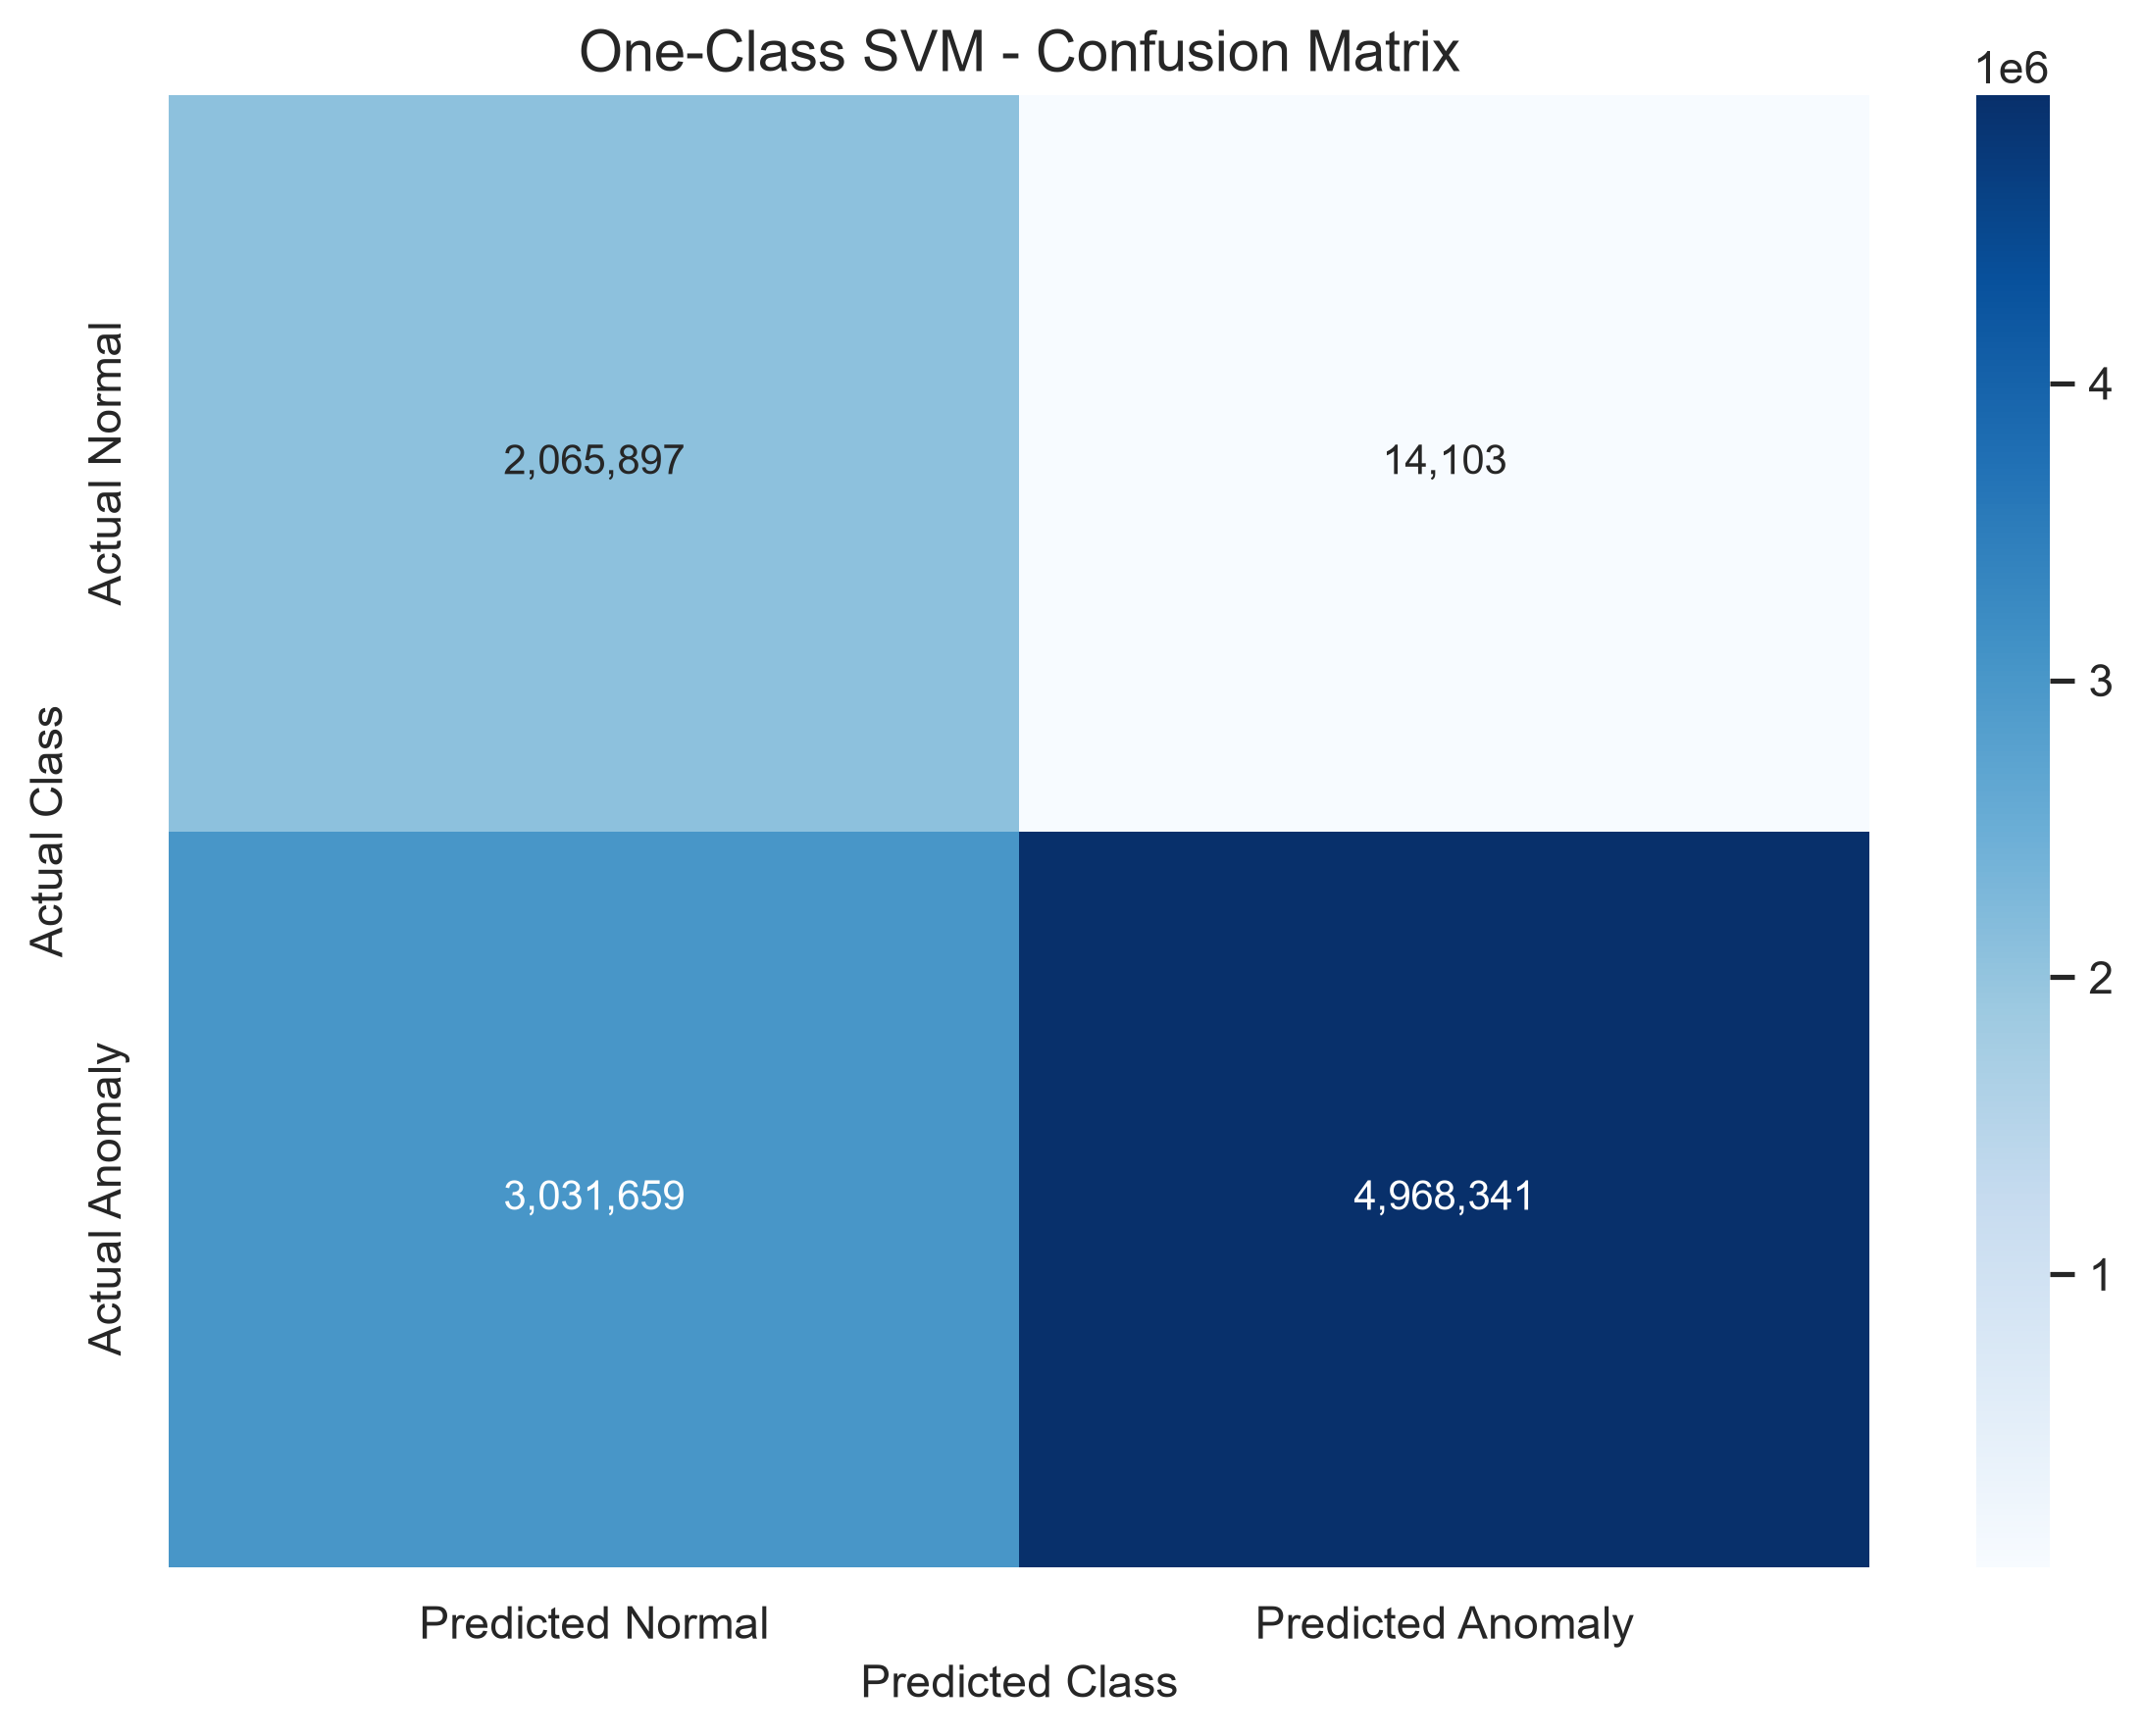 One-Class SVM - Confusion Matrix
1e6
Actual Class
Actual Normal
2,065,897
14,103
Actual Anomaly
3,031,659
4,968,341
Predicted Normal
Predicted Anomaly
Predicted Class
4
3
2
1